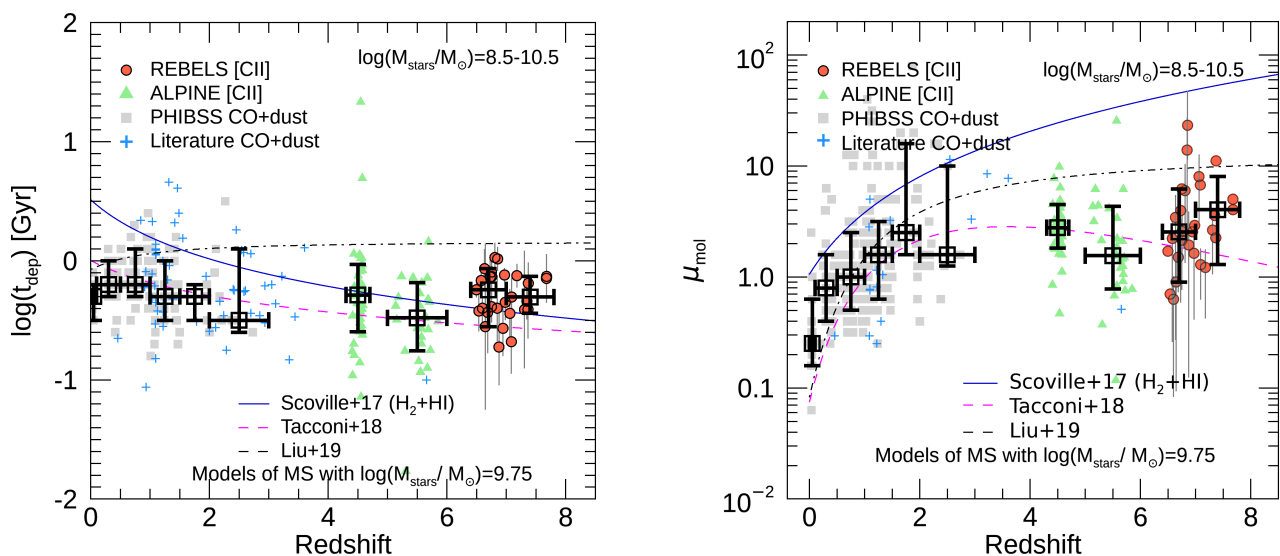 log(M_stars/M_⊙)=8.5-10.5
REBELS [CII]
ALPINE [CII]
PHIBSS CO+dust
Literature CO+dust
2
1
0
-1
-2
log(t_dep) [Gyr]
Scoville+17 (H_2+HI)
Tacconi+18
Liu+19
Models of MS with log(M_stars/ M_⊙)=9.75
0 2 4 6 8
Redshift
log(M_stars/M_⊙)=8.5-10.5
REBELS [CII]
ALPINE [CII]
PHIBSS CO+dust
Literature CO+dust
10^2
10
1.0
0.1
10^-2
μ_mol
Scoville+17 (H_2+HI)
Tacconi+18
Liu+19
Models of MS with log(M_stars/ M_⊙)=9.75
0 2 4 6 8
Redshift